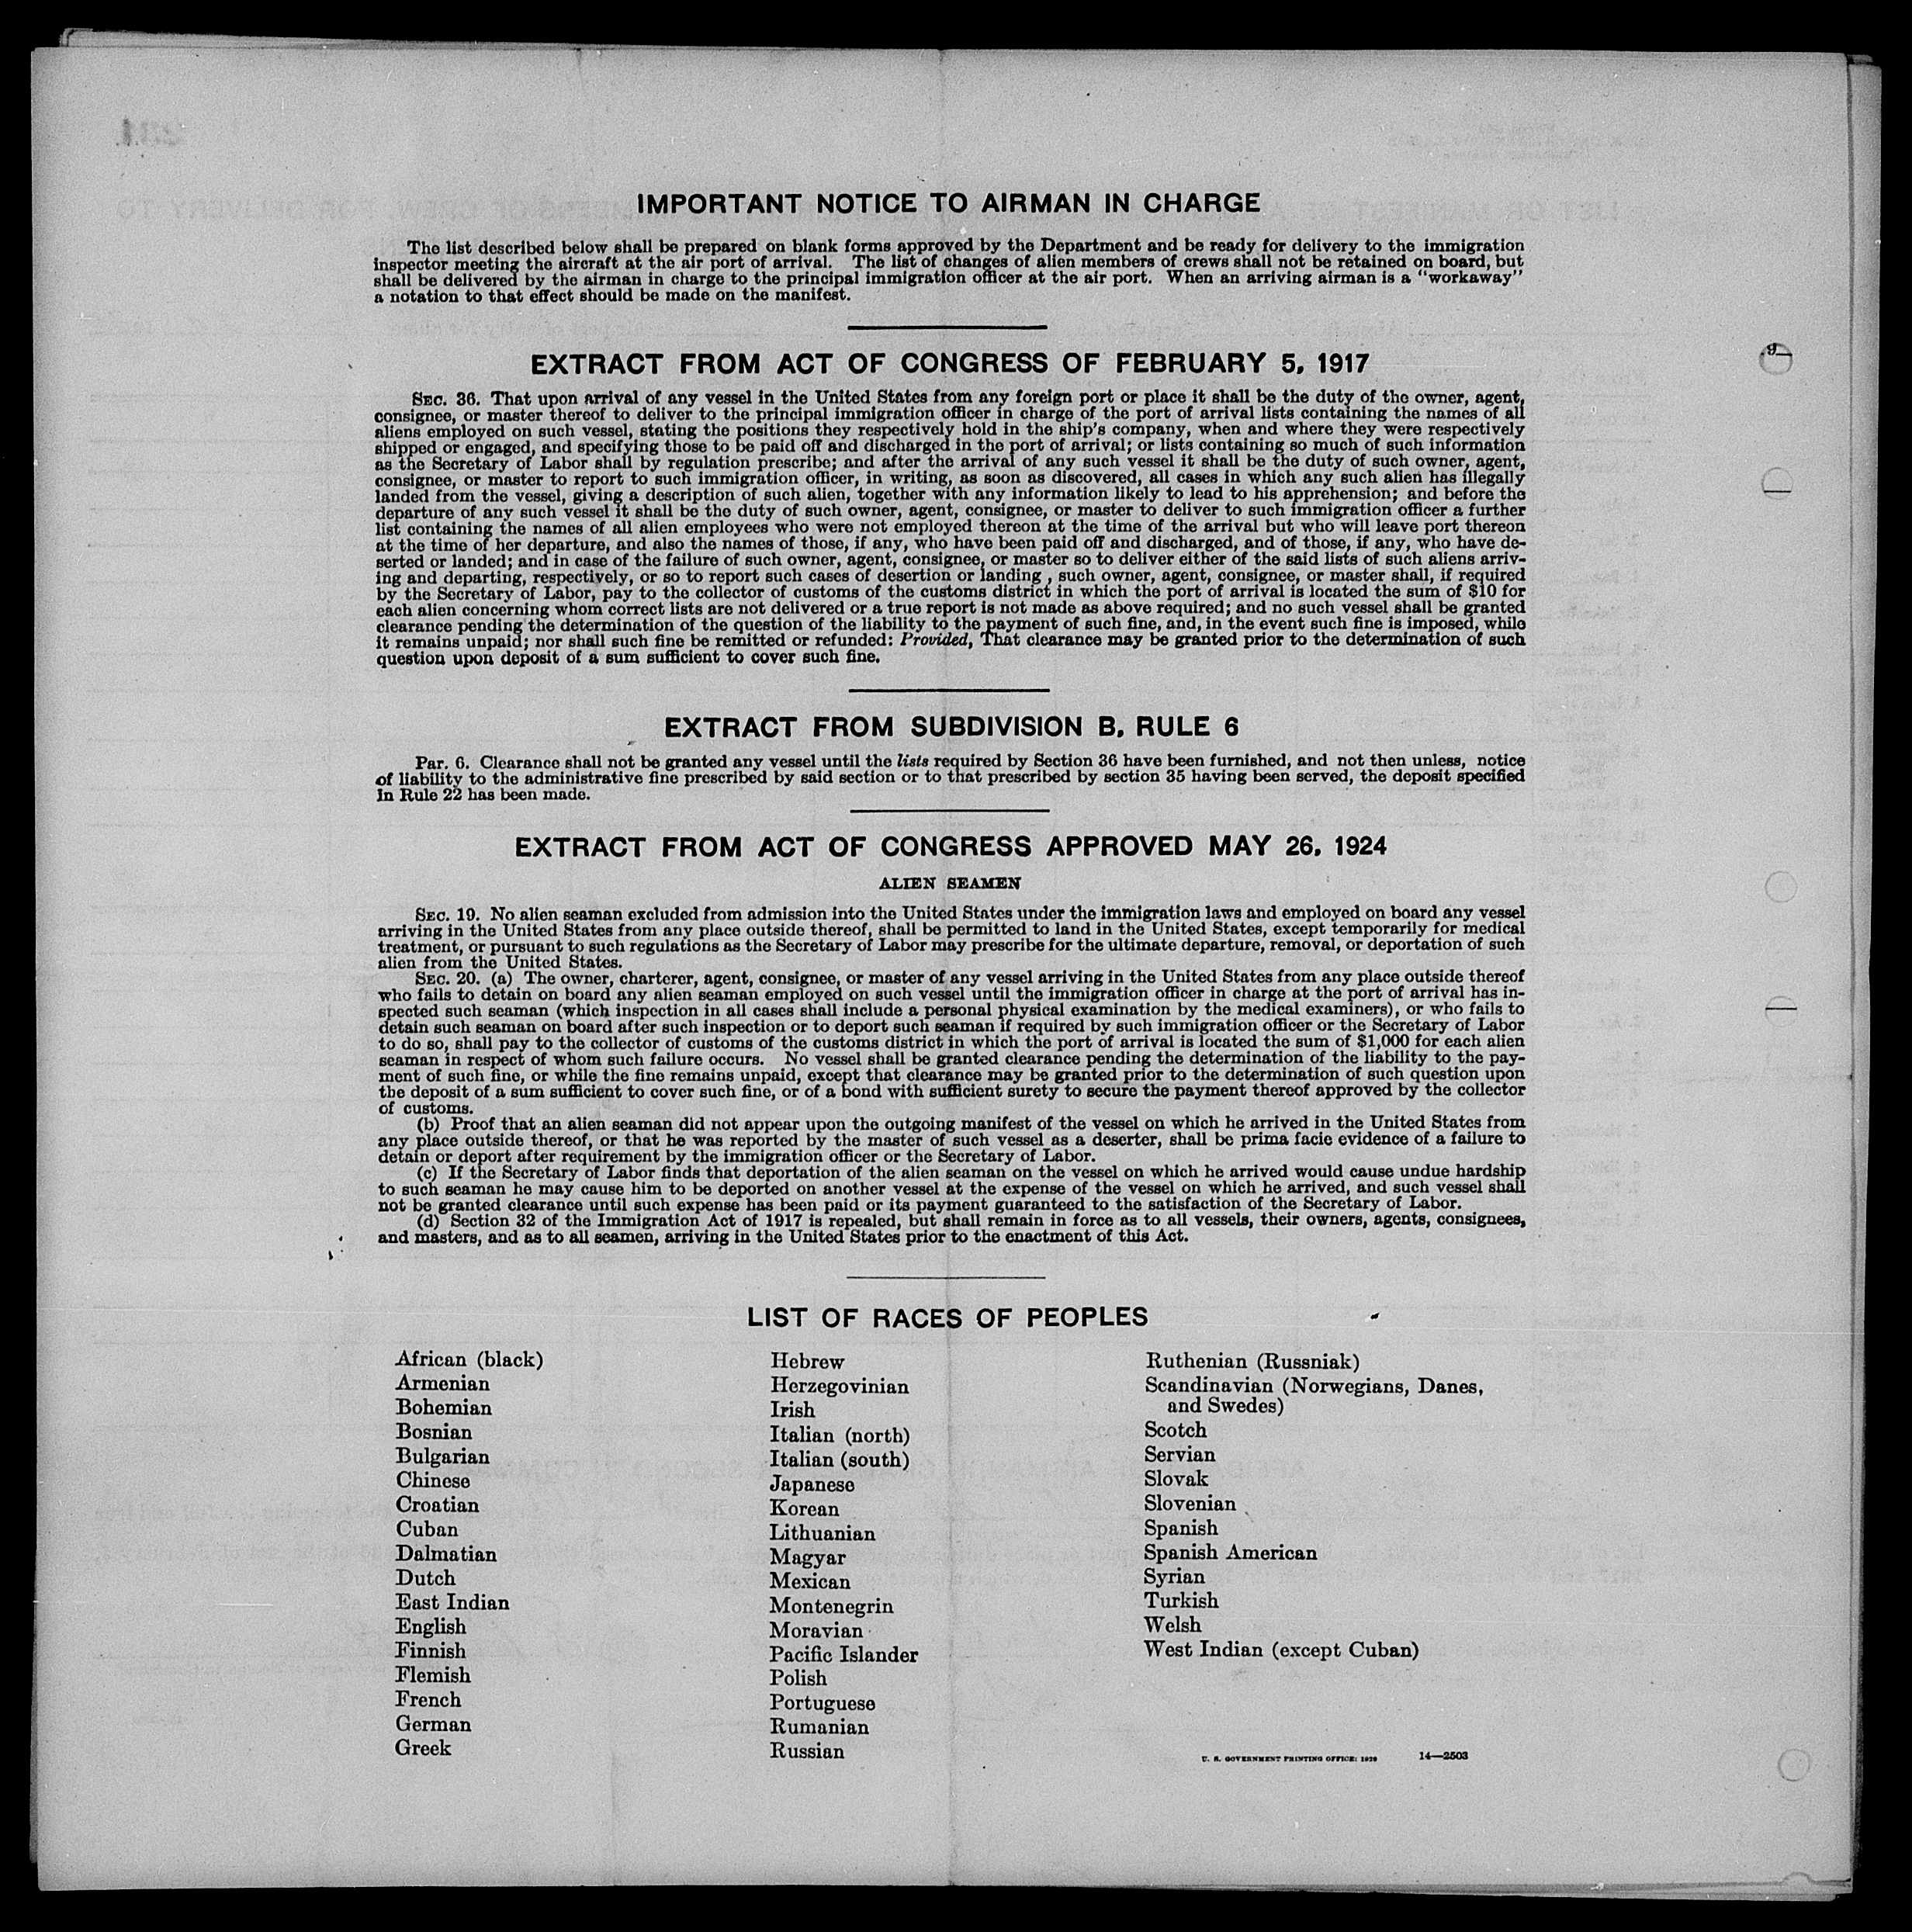 IMPORTANT NOTICE TO AIRMAN IN CHARGE
The list described below shall be prepared on blank forms approved by the Department and be ready for delivery to the immigration
inspector meeting the aircraft at the air port of arrival. The list of changes of alien members of crews shall not be retained on board, but
shall be delivered by the airman in charge to the principal immigration officer at the air port. When an arriving airman is a "workaway"
a notation to that effect should be made on the manifest.
EXTRACT FROM ACT OF CONGRESS OF FEBRUARY 5, 1917
SEC. 36. That upon arrival of any vessel in the United States from any foreign port or place it shall be the duty of the owner, agent,
consignee, or master thereof to deliver to the principal immigration officer in charge of the port of arrival lists containing the names of all
aliens employed on such vessel, stating the positions they respectively hold in the ship's company, when and where they were respectively
shipped or engaged, and specifying those to be paid off and discharged in the port of arrival; or lists containing so much of such information
as the Secretary of Labor shall by regulation prescribe; and after the arrival of any such vessel it shall be the duty of such owner, agent,
consignee, or master to report to such immigration officer, in writing, as soon as discovered, all cases in which any such alien has illegally
landed from the vessel, giving a description of such alien, together with any information likely to lead to his apprehension; and before the
departure of any such vessel it shall be the duty of such owner, agent, consignee, or master to deliver to such immigration officer a further
list containing the names of all alien employees who were not employed thereon at the time of the arrival but who will leave port thereon
at the time of her departure, and also the names of those, if any, who have been paid off and discharged, and of those, if any, who have de-
serted or landed; and in case of the failure of such owner, agent, consignee, or master so to deliver either of the said lists of such aliens arriv-
ing and departing, respectively, or so to report such cases of desertion or landing , such owner, agent, consignee, or master shall, if required
by the Secretary of Labor, pay to the collector of customs of the customs district in which the port of arrival is located the sum of $10 for
each alien concerning whom correct lists are not delivered or a true report is not made as above required; and no such vessel shall be granted
clearance pending the determination of the question of the liability to the payment of such fine, and, in the event such fine is imposed, while
it remains unpaid; nor shall such fine be remitted or refunded: Provided, That clearance may be granted prior to the determination of such
question upon deposit of a sum sufficient to cover such fine.
EXTRACT FROM SUBDIVISION B, RULE 6
Par. 6. Clearance shall not be granted any vessel until the lists required by Section 36 have been furnished, and not then unless, notice
of liability to the administrative fine prescribed by said section or to that prescribed by section 35 having been served, the deposit specified
in Rule 22 has been made.
EXTRACT FROM ACT OF CONGRESS APPROVED MAY 26, 1924
ALIEN SEAMEN
SEC. 19. No alien seaman excluded from admission into the United States under the immigration laws and employed on board any vessel
arriving in the United States from any place outside thereof, shall be permitted to land in the United States, except temporarily for medical
treatment, or pursuant to such regulations as the Secretary of Labor may prescribe for the ultimate departure, removal, or deportation of such
alien from the United States.
SEC. 20. (a) The owner, charterer, agent, consignee, or master of any vessel arriving in the United States from any place outside thereof
who fails to detain on board any alien seaman employed on such vessel until the immigration officer in charge at the port of arrival has in-
spected such seaman (which inspection in all cases shall include a personal physical examination by the medical examiners), or who fails to
detain such seaman on board after such inspection or to deport such seaman if required by such immigration officer or the Secretary of Labor
to do so, shall pay to the collector of customs of the customs district in which the port of arrival is located the sum of $1,000 for each alien
seaman in respect of whom such failure occurs. No vessel shall be granted clearance pending the determination of the liability to the pay-
ment of such fine, or while the fine remains unpaid, except that clearance may be granted prior to the determination of such question upon
the deposit of a sum sufficient to cover such fine, or of a bond with sufficient surety to secure the payment thereof approved by the collector
of customs.
(b) Proof that an alien seaman did not appear upon the outgoing manifest of the vessel on which he arrived in the United States from
any place outside thereof, or that he was reported by the master of such vessel as a deserter, shall be prima facie evidence of a failure to
detain or deport after requirement by the immigration officer or the Secretary of Labor.
(c) If the Secretary of Labor finds that deportation of the alien seaman on the vessel on which he arrived would cause undue hardship
to such seaman he may cause him to be deported on another vessel at the expense of the vessel on which he arrived, and such vessel shall
not be granted clearance until such expense has been paid or its payment guaranteed to the satisfaction of the Secretary of Labor.
(d) Section 32 of the Immigration Act of 1917 is repealed, but shall remain in force as to all vessels, their owners, agents, consignees,
and masters, and as to all seamen, arriving in the United States prior to the enactment of this Act.
LIST OF RACES OF PEOPLES
African (black)
Armenian
Bohemian
Bosnian
Bulgarian
Chinese
Croatian
Cuban
Dalmatian
Dutch
East Indian
English
Finnish
Flemish
French
German
Greek
Hebrew
Herzegovinian
Irish
Italian (north)
Italian (south)
Japanese
Korean
Lithuanian
Magyar
Mexican
Montenegrin
Moravian
Pacific Islander
Polish
Portuguese
Rumanian
Russian
Ruthenian (Russniak)
Scandinavian (Norwegians, Danes,
and Swedes)
Scotch
Servian
Slovak
Slovenian
Spanish
Spanish American
Syrian
Turkish
Welsh
West Indian (except Cuban)
U. S. GOVERNMENT PRINTING OFFICE: 1929 14—2503